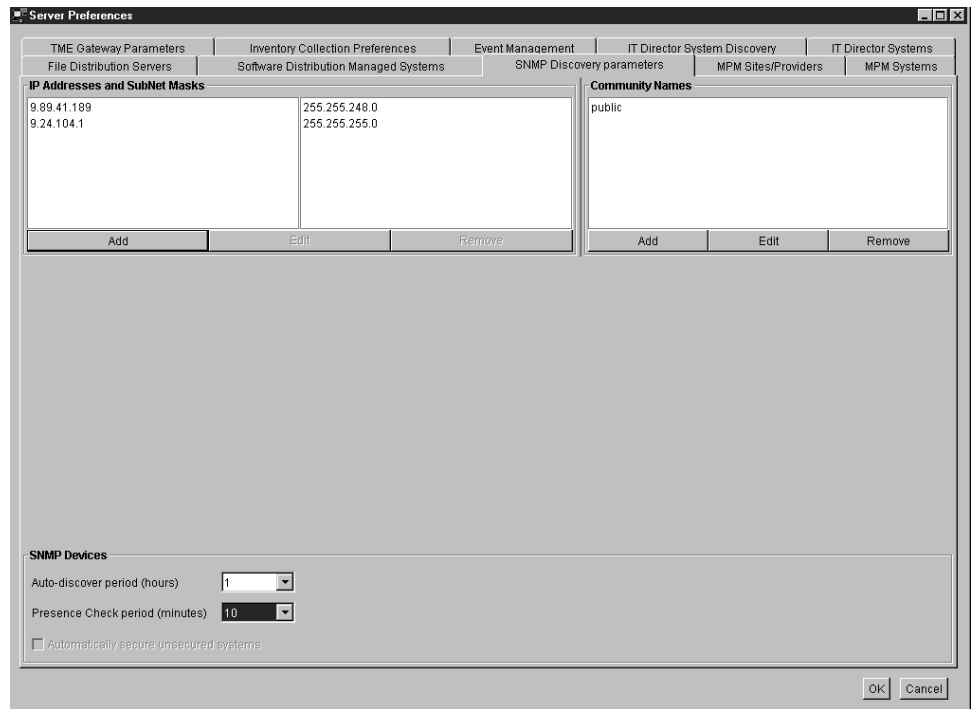 Server Preferences
TME Gateway Parameters Inventory Collection Preferences Event Management IT Director System Discovery IT Director Systems
File Distribution Servers Software Distribution Managed Systems SNMP Discovery parameters MPM Sites/Providers MPM Systems
IP Addresses and SubNet Masks
9.89.41.189 255.255.248.0
9.24.104.1 255.255.255.0
Add Edit Remove
Community Names
public
Add Edit Remove
SNMP Devices
Auto-discover period (hours) 1
Presence Check period (minutes) 10
Automatically secure unsecured systems
OK Cancel